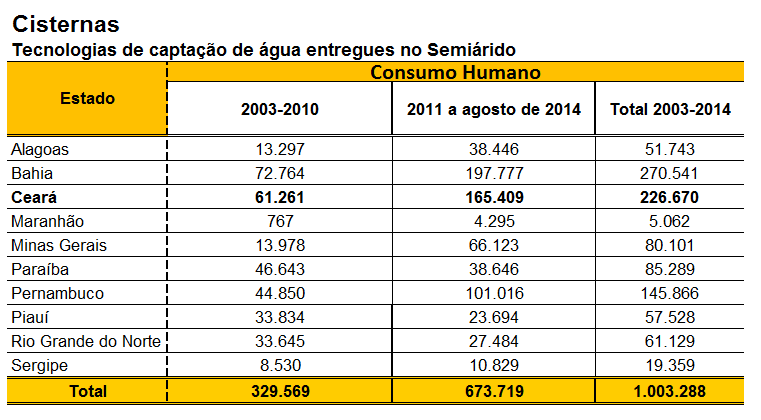 Cisternas
Tecnologias de captação de água entregues no Semiárido
Consumo Humano
Estado 2003-2010 2011 a agosto de 2014 Total 2003-2014
Alagoas 13.297 38.446 51.743
Bahia 72.764 197.777 270.541
Ceará 61.261 165.409 226.670
Maranhão 767 4.295 5.062
Minas Gerais 13.978 66.123 80.101
Paraíba 46.643 38.646 85.289
Pernambuco 44.850 101.016 145.866
Piauí 33.834 23.694 57.528
Rio Grande do Norte 33.645 27.484 61.129
Sergipe 8.530 10.829 19.359
Total 329.569 673.719 1.003.288